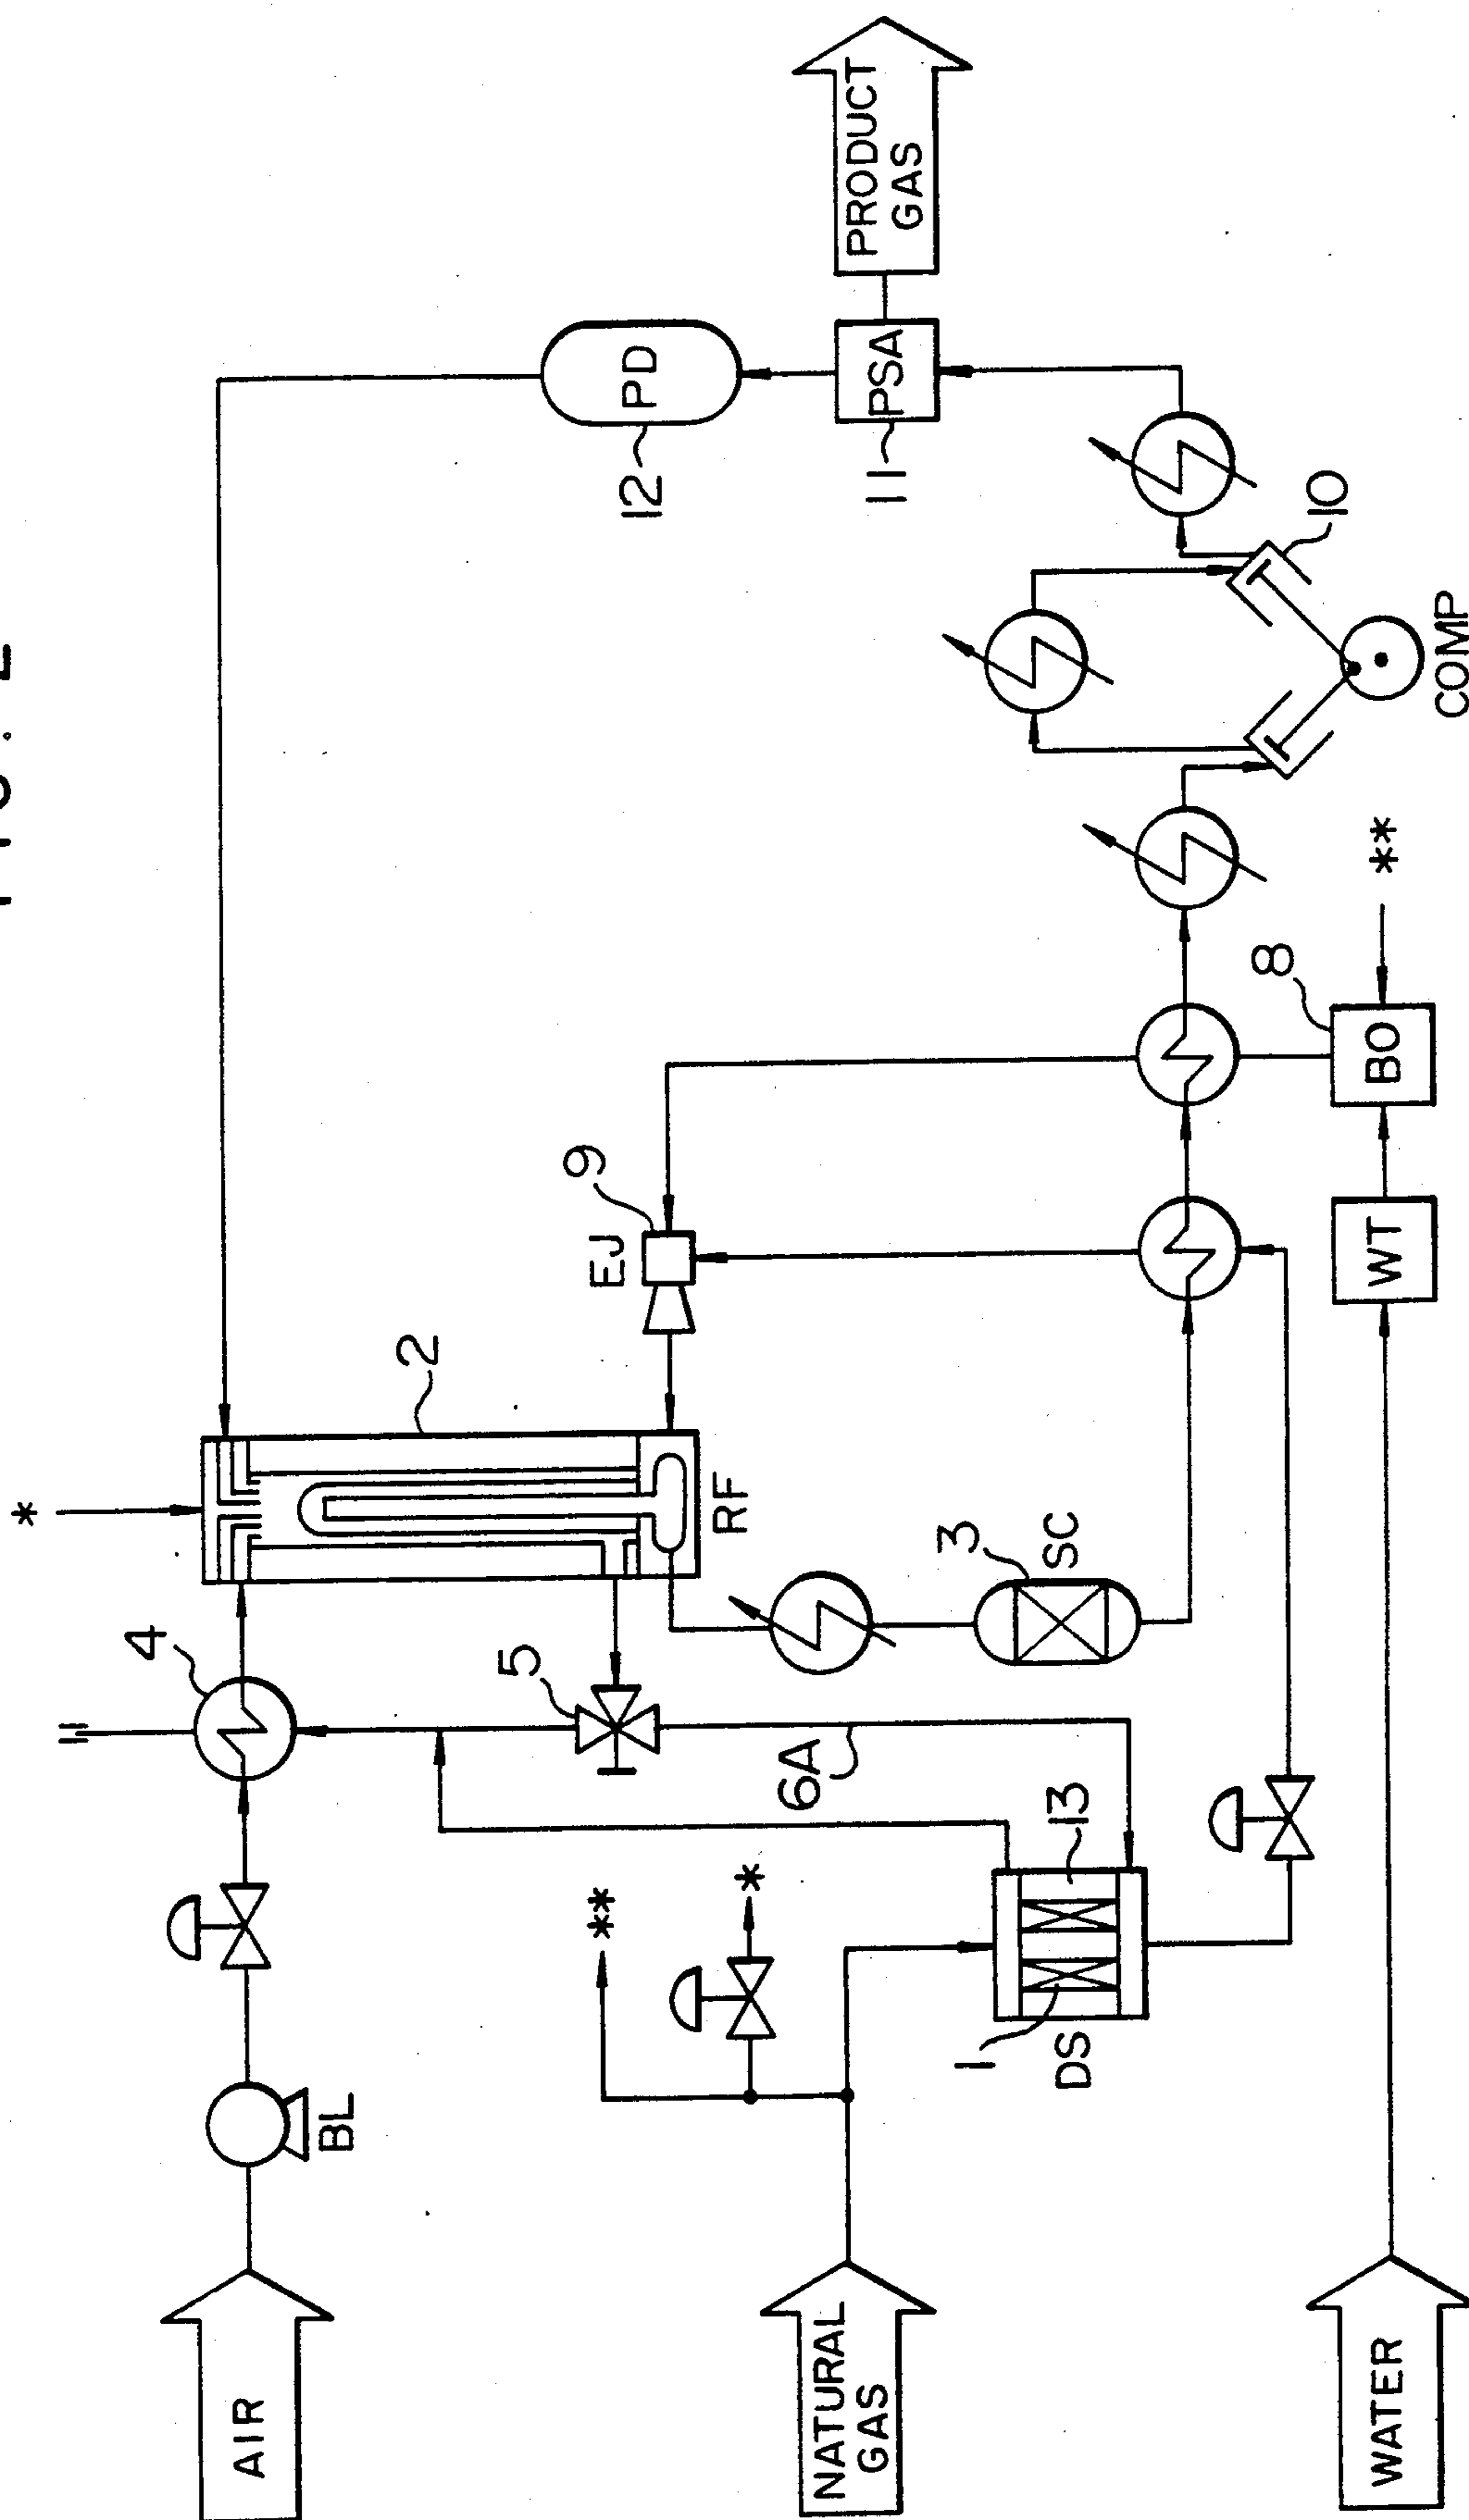 AIR
BL
4
*
2
NATURAL
GAS
**
*
5
6A
1
DS
13
3
SC
RF
EJ
9
12
PD
11
PSA
PRODUCT
GAS
WATER
WT
8
BO
**
10
COMP